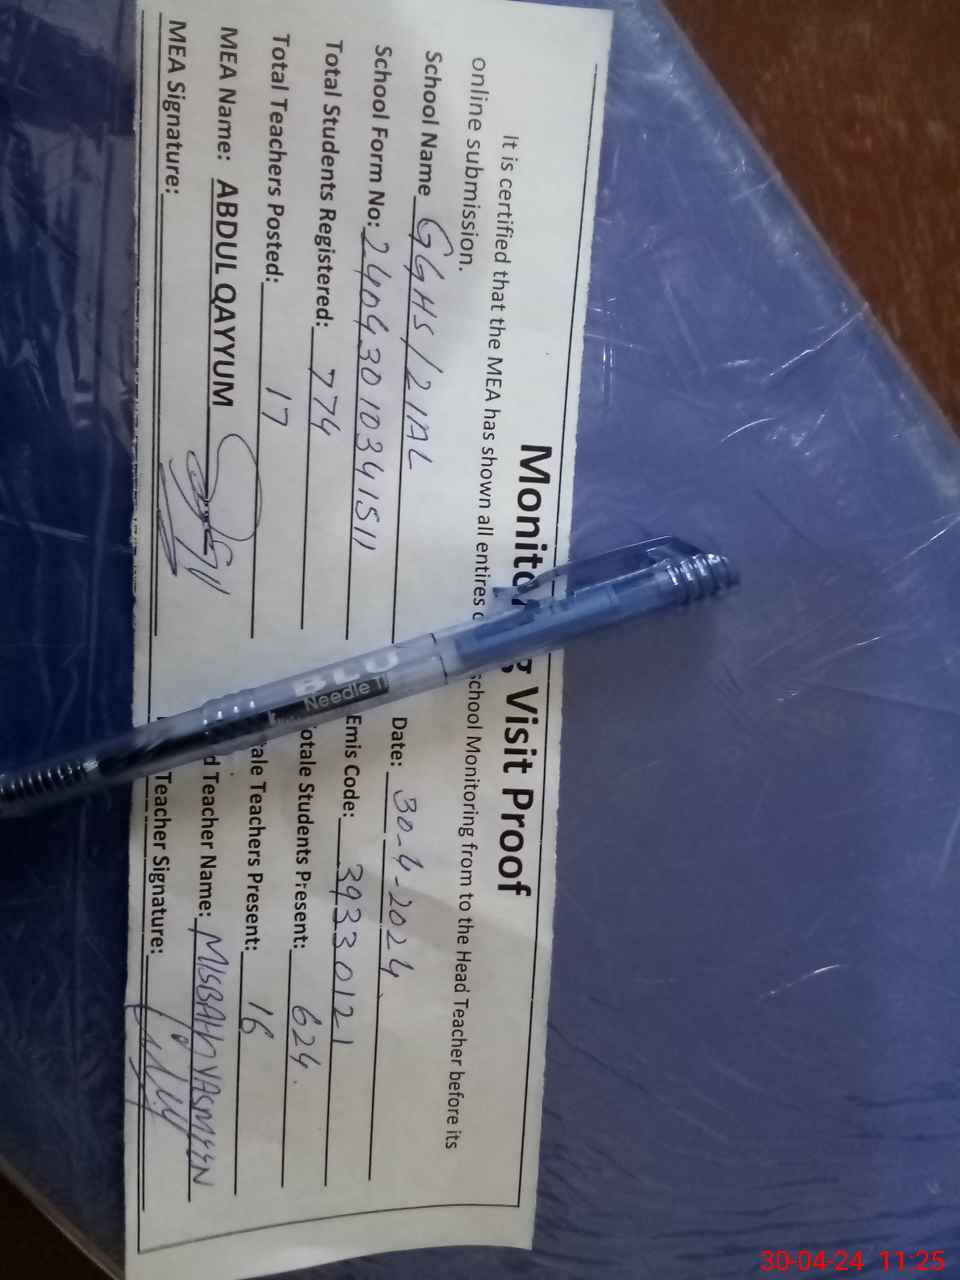 Monito g Visit Proof
It is certified that the MEA has shown all entires o school Monitoring from to the Head Teacher before its
online submission.
School Name GGHS/21AL Date: 30-4-2024
School Form No: 24043010341511 Emis Code: 39330121
Total Students Registered: 774 otale Students Present: 624.
Total Teachers Posted: 17 tale Teachers Present: 16
MEA Name: ABDUL QAYYUM d Teacher Name: MISBAH YASMEEN
MEA Signature: Teacher Signature:
BLU
Needle T
30-04-24 11:25